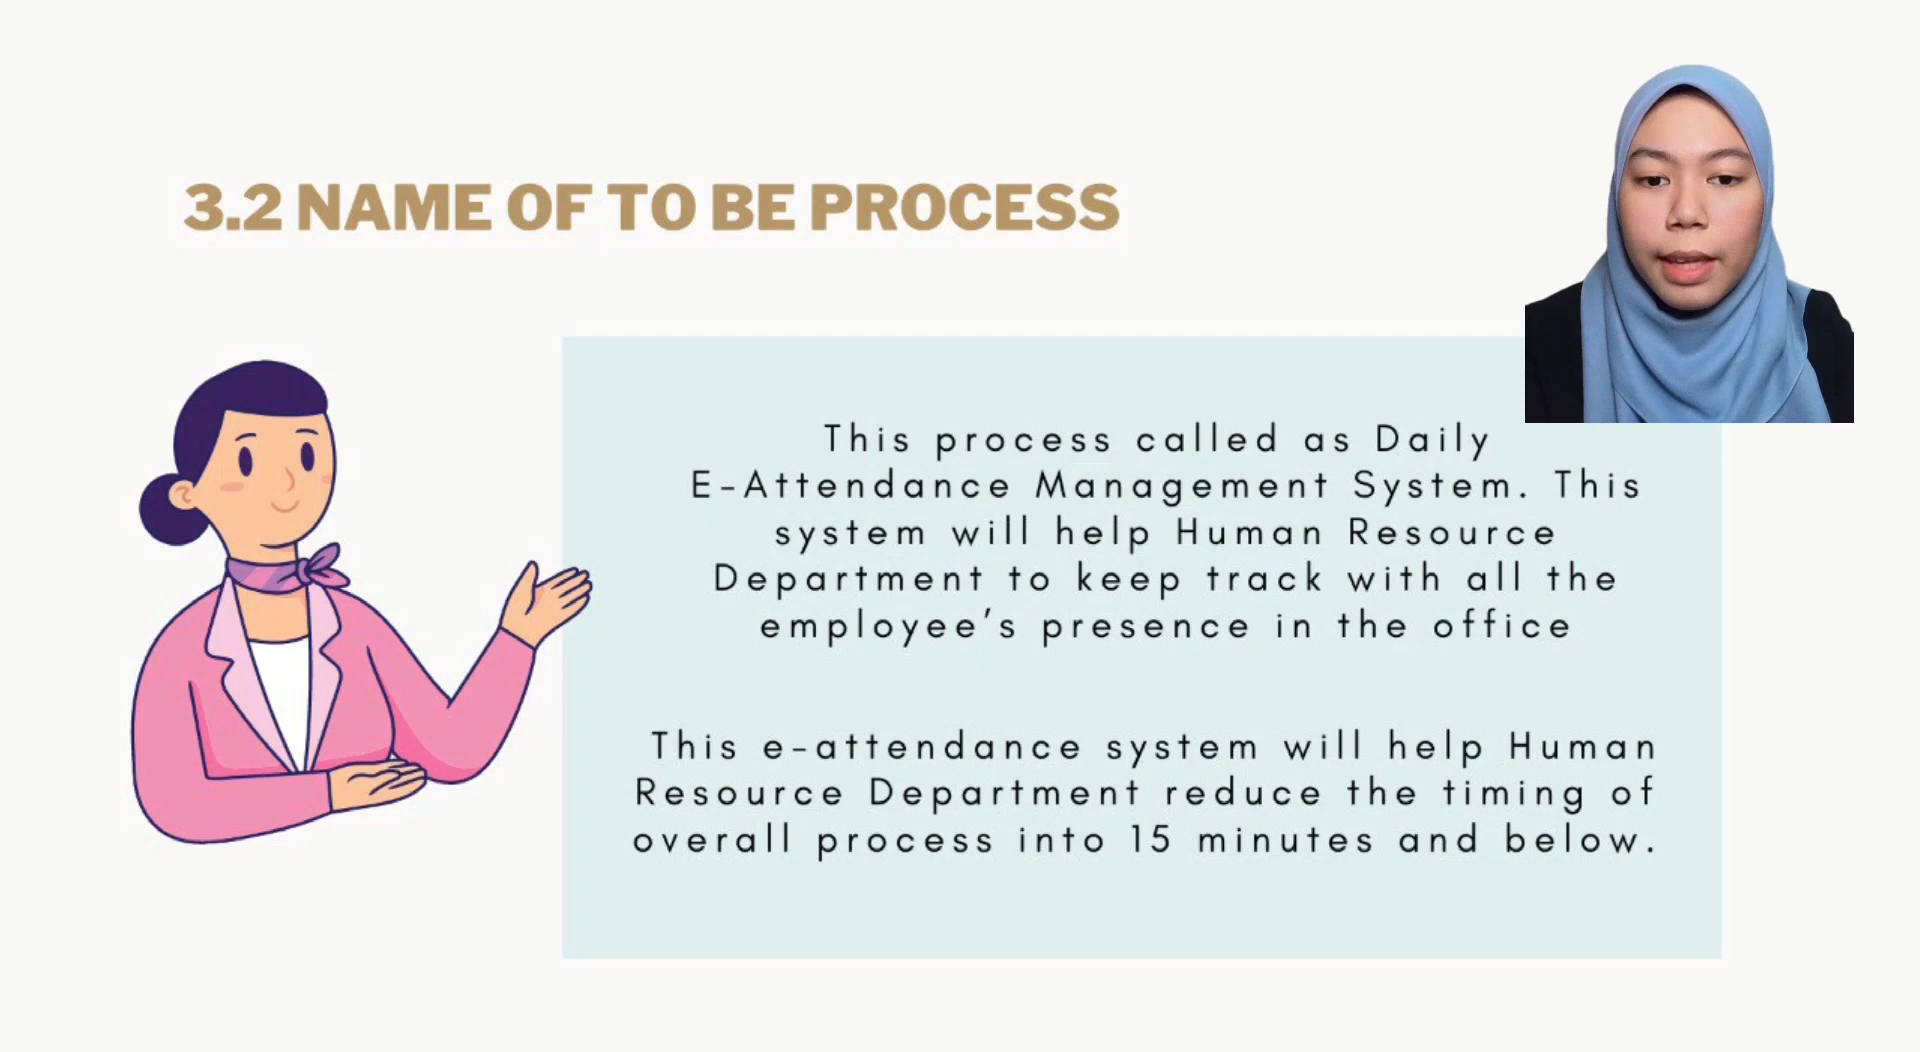 3.2 NAME OF TO BE PROCESS
This process called as Daily
E-Attendance Management System. This
system will help Human Resource
Department to keep track with all the
employee's presence in the office
This e-attendance system will help Human
Resource Department reduce the timing of
overall process into 15 minutes and below.